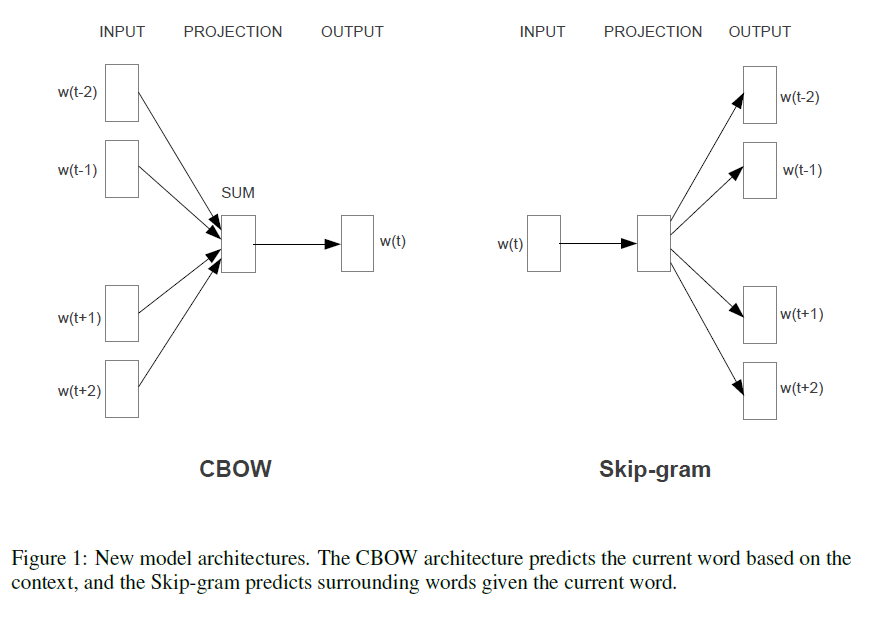 INPUT PROJECTION OUTPUT
w(t-2)
w(t-1)
SUM
w(t)
w(t+1)
w(t+2)
CBOW
INPUT PROJECTION OUTPUT
w(t-2)
w(t-1)
w(t)
w(t+1)
w(t+2)
Skip-gram
Figure 1: New model architectures. The CBOW architecture predicts the current word based on the
context, and the Skip-gram predicts surrounding words given the current word.